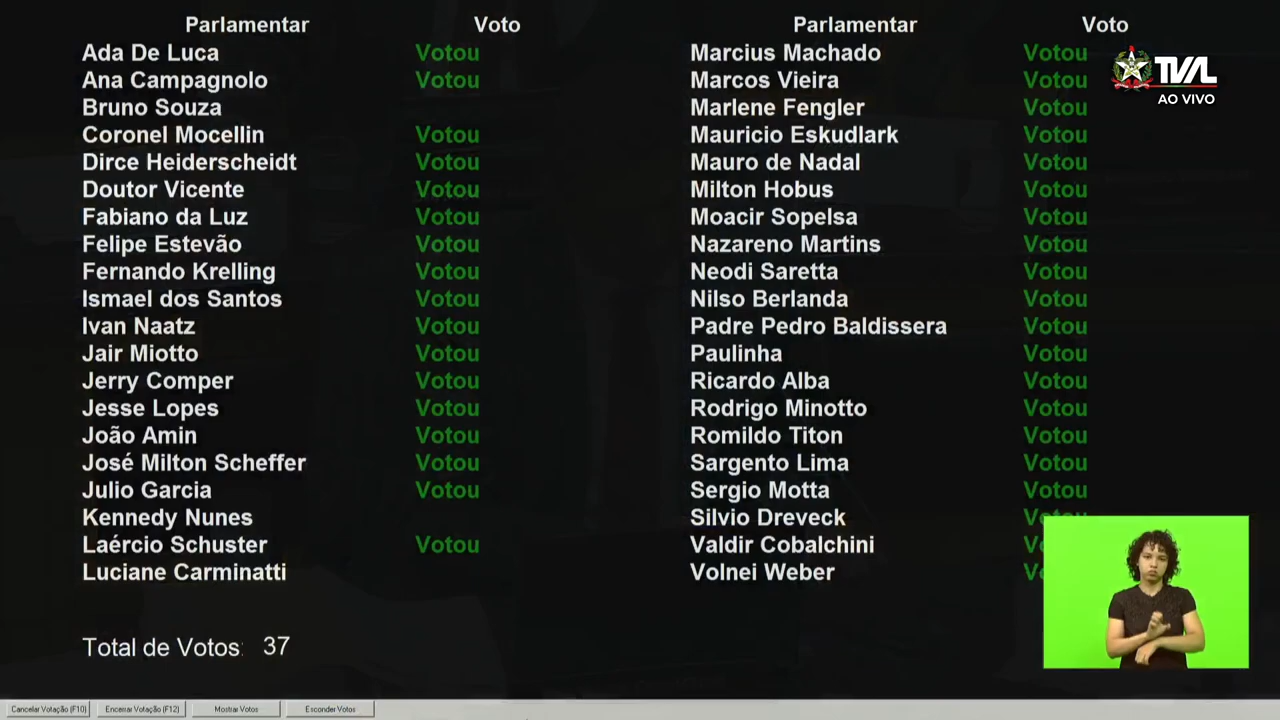 Parlamentar Voto Parlamentar Voto
Ada De Luca Votou Marcius Machado Votou
Ana Campagnolo Votou Marcos Vieira Votou
Bruno Souza Marlene Fengler Votou
Coronel Mocellin Votou Mauricio Eskudlark Votou
Dirce Heiderscheidt Votou Mauro de Nadal Votou
Doutor Vicente Votou Milton Hobus Votou
Fabiano da Luz Votou Moacir Sopelsa Votou
Felipe Estevão Votou Nazareno Martins Votou
Fernando Krelling Votou Neodi Saretta Votou
Ismael dos Santos Votou Nilso Berlanda Votou
Ivan Naatz Votou Padre Pedro Baldissera Votou
Jair Miotto Votou Paulinha Votou
Jerry Comper Votou Ricardo Alba Votou
Jesse Lopes Votou Rodrigo Minotto Votou
João Amin Votou Romildo Titon Votou
José Milton Scheffer Votou Sargento Lima Votou
Julio Garcia Votou Sergio Motta Votou
Kennedy Nunes Silvio Dreveck
Laércio Schuster Votou Valdir Cobalchini
Luciane Carminatti Volnei Weber
Total de Votos: 37
TVAL
AO VIVO
Cancelar Votação (F10) Encerrar Votação (F12) Mostrar Votos Esconder Votos